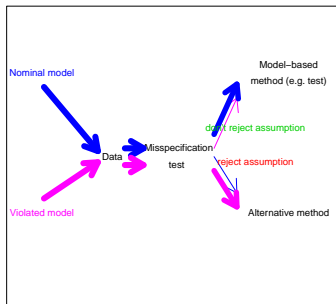 Model–based
method (e.g. test)
Nominal model
don't reject assumption
Misspecification
test
Data
reject assumption
Violated model
Alternative method